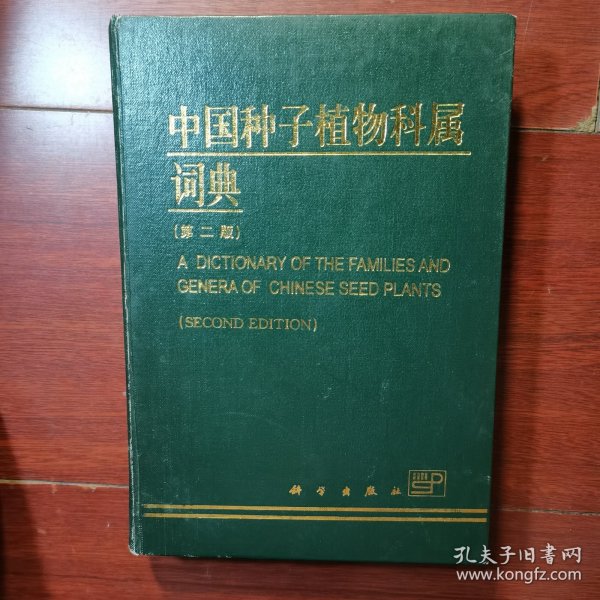 中国种子植物科属
词典
(第二版)
A DICTIONARY OF THE FAMILIES AND
GENERA OF CHINESE SEED PLANTS
(SECOND EDITION)
科学出版社
SP
孔夫子旧书网
www.kongfz.com